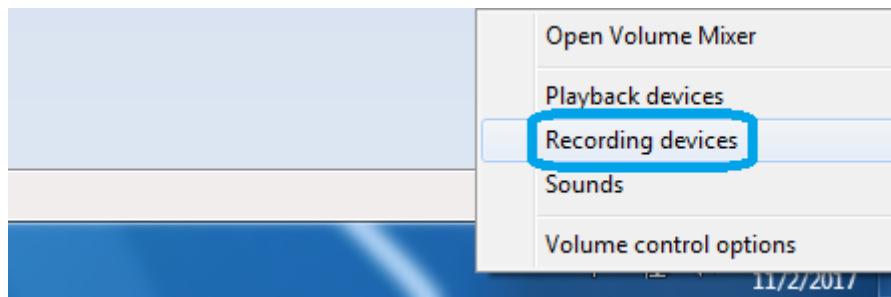 Open Volume Mixer
Playback devices
Recording devices
Sounds
Volume control options
11/2/2017